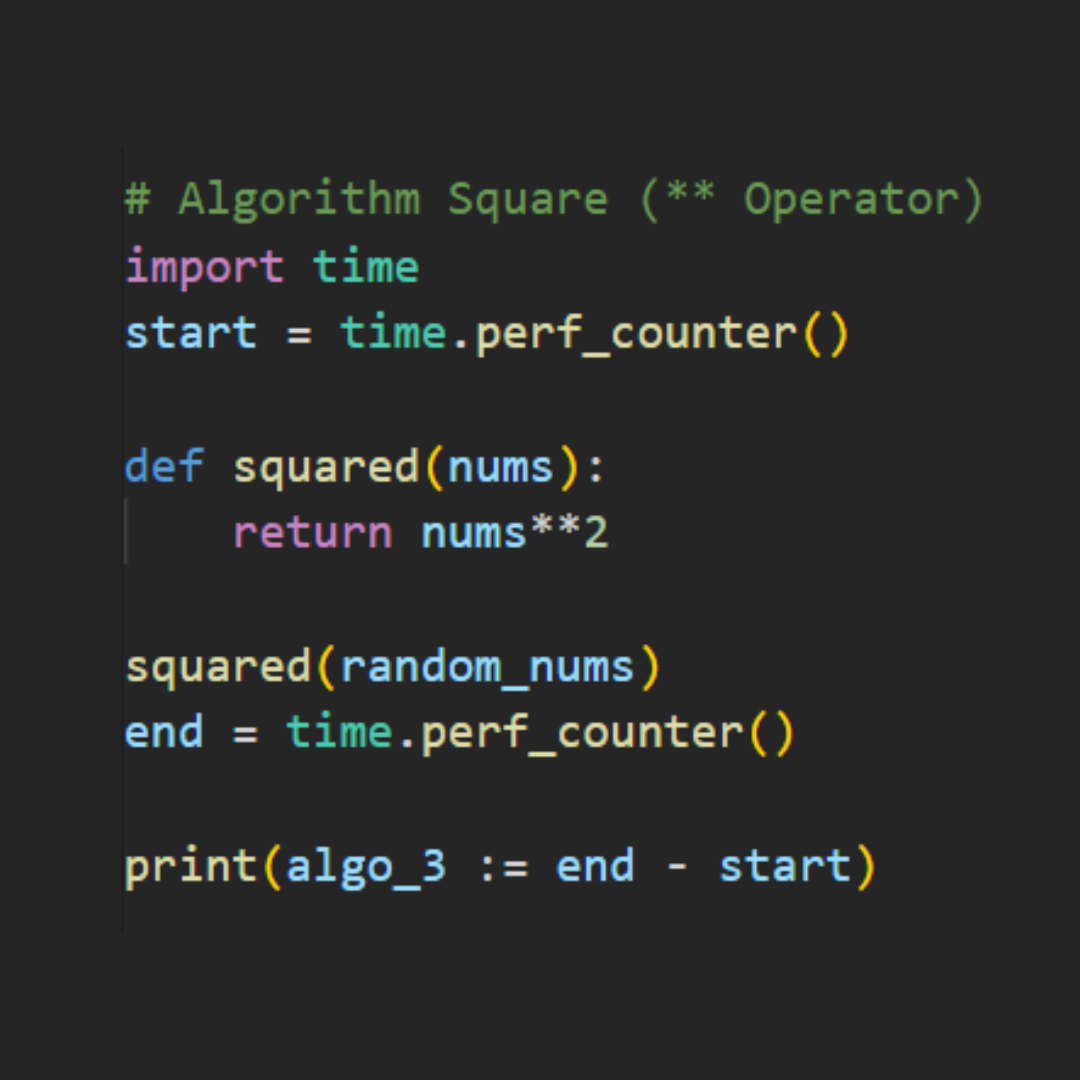 # Algorithm Square (** Operator)
import time
start = time.perf_counter()
def squared(nums):
    return nums**2
squared(random_nums)
end = time.perf_counter()
print(algo_3 := end - start)